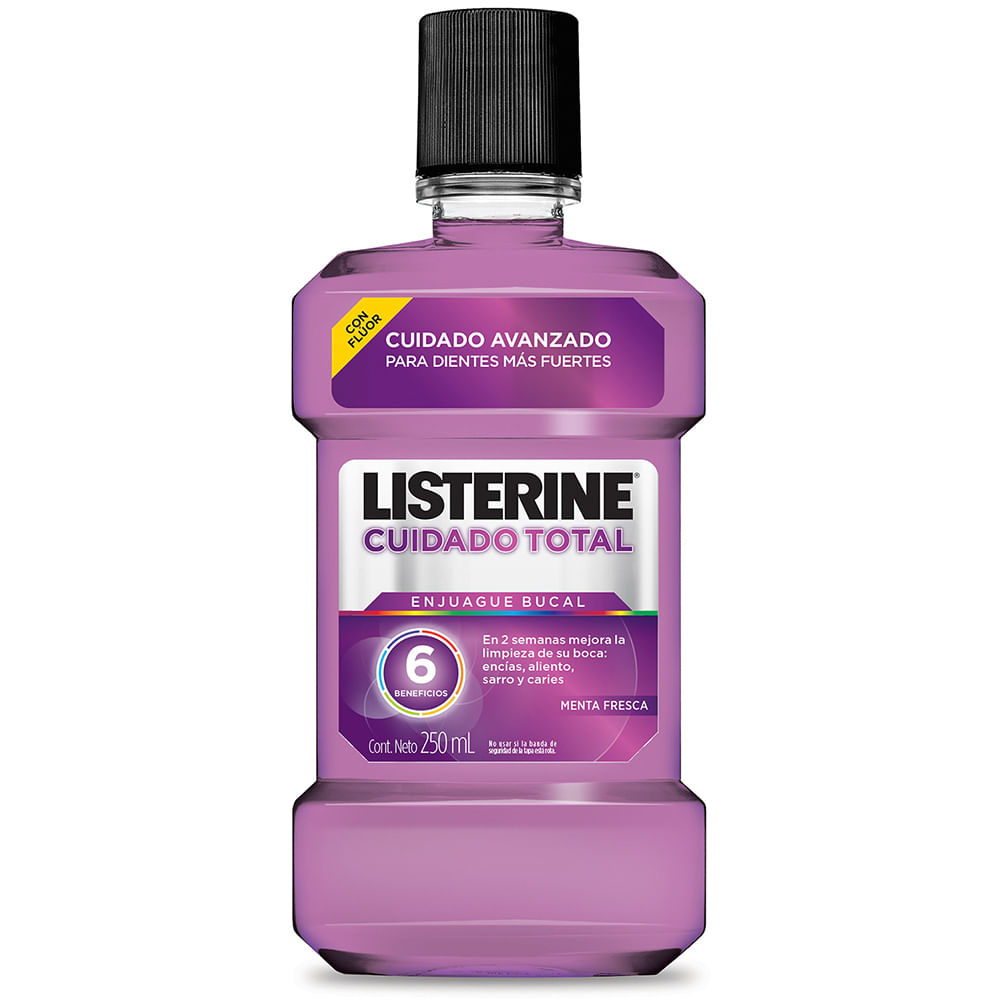 CON
FLUOR
CUIDADO AVANZADO
PARA DIENTES MÁS FUERTES
LISTERINE®
CUIDADO TOTAL
ENJUAGUE BUCAL
6
BENEFICIOS
En 2 semanas mejora la
limpieza de su boca:
encías, aliento,
sarro y caries
MENTA FRESCA
Cont. Neto 250 mL
No usar si la banda de
seguridad de la tapa está rota.